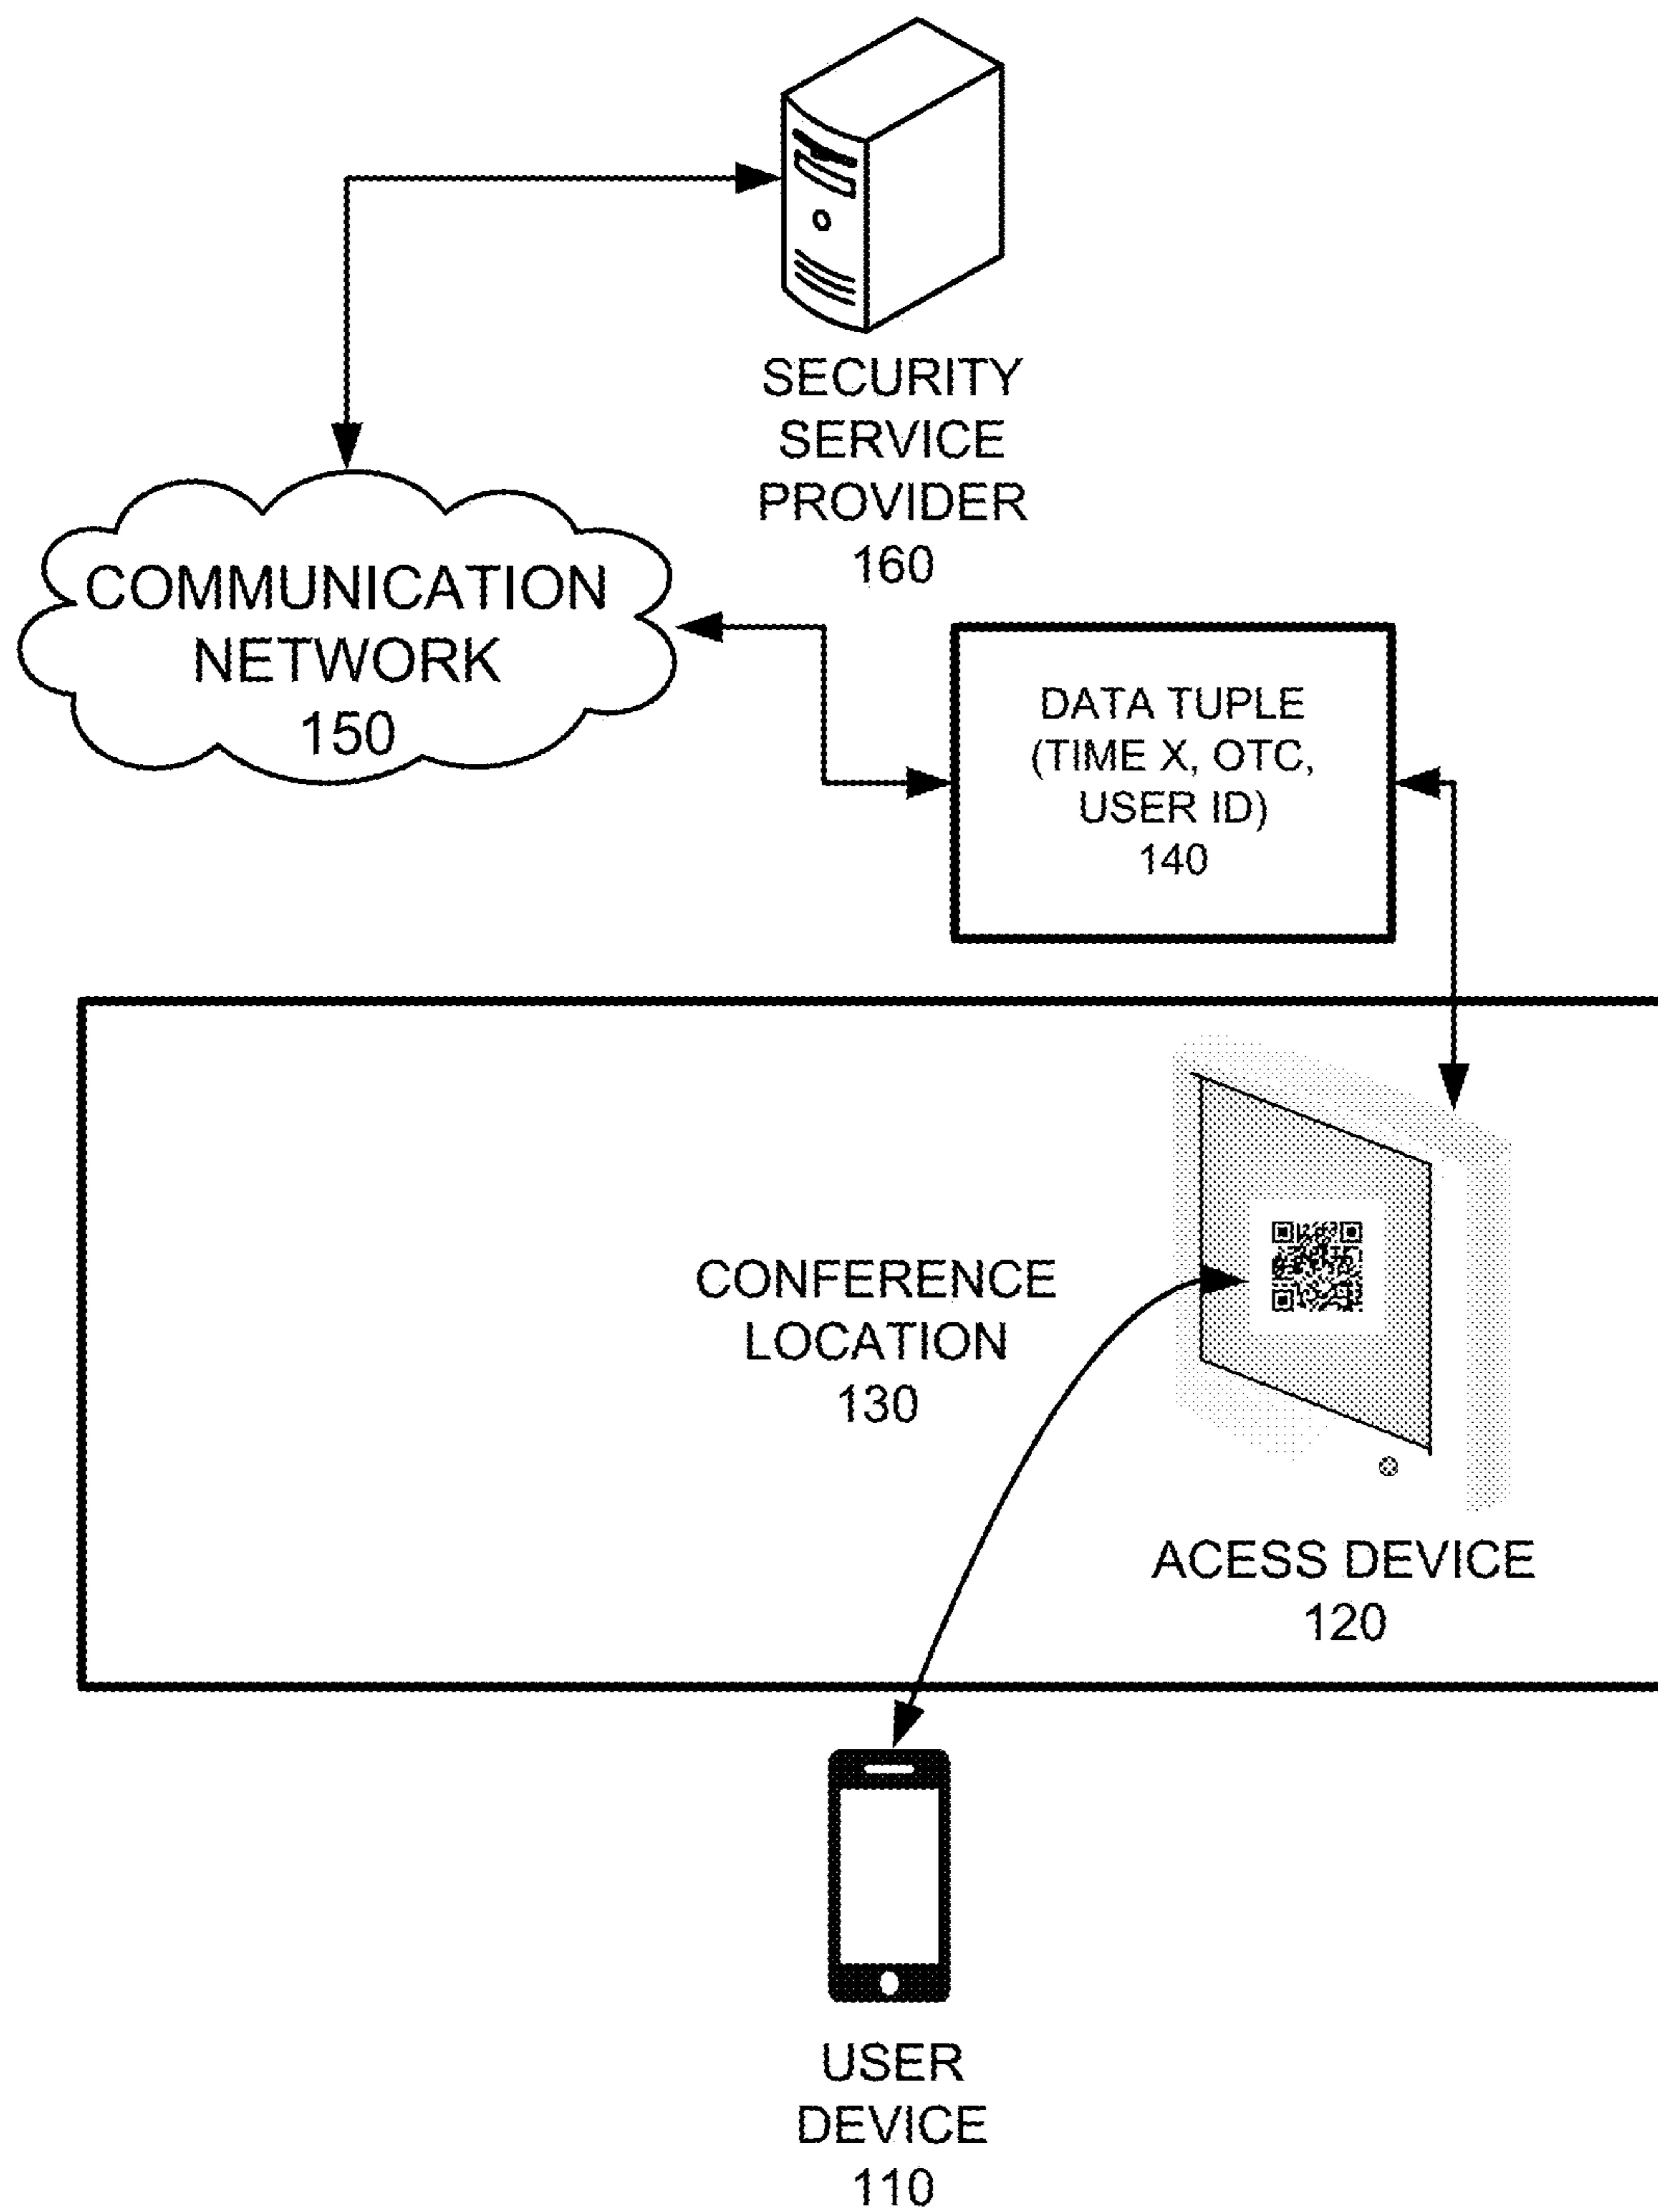 SECURITY
SERVICE
PROVIDER
160
COMMUNICATION
NETWORK
150
DATA TUPLE
(TIME X, OTC,
USER ID)
140
CONFERENCE
LOCATION
130
ACESS DEVICE
120
USER
DEVICE
110